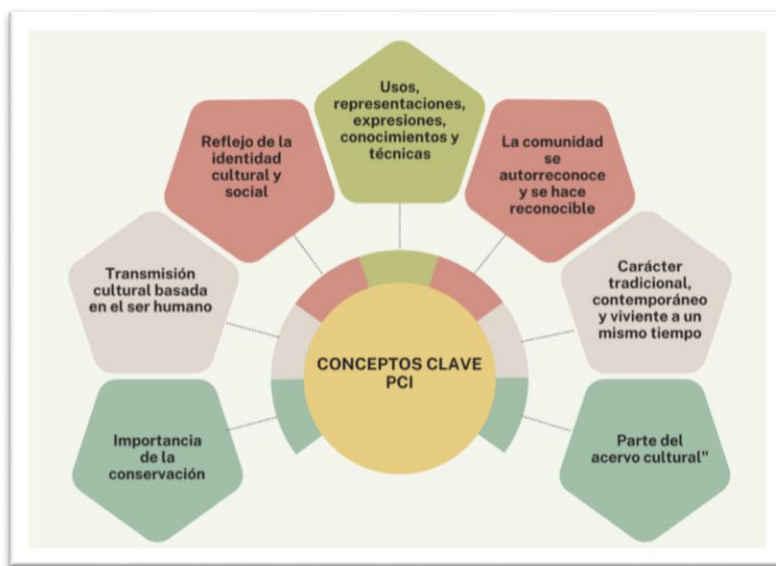 Usos,
representaciones,
expresiones,
conocimientos y
técnicas
Reflejo de la
identidad
cultural y
social
La comunidad
se
autorreconoce
y se hace
reconocible
Transmisión
cultural basada
en el ser humano
Carácter
tradicional,
contemporáneo
y viviente a un
mismo tiempo
CONCEPTOS CLAVE
PCI
Importancia
de la
conservación
Parte del
acervo cultural"